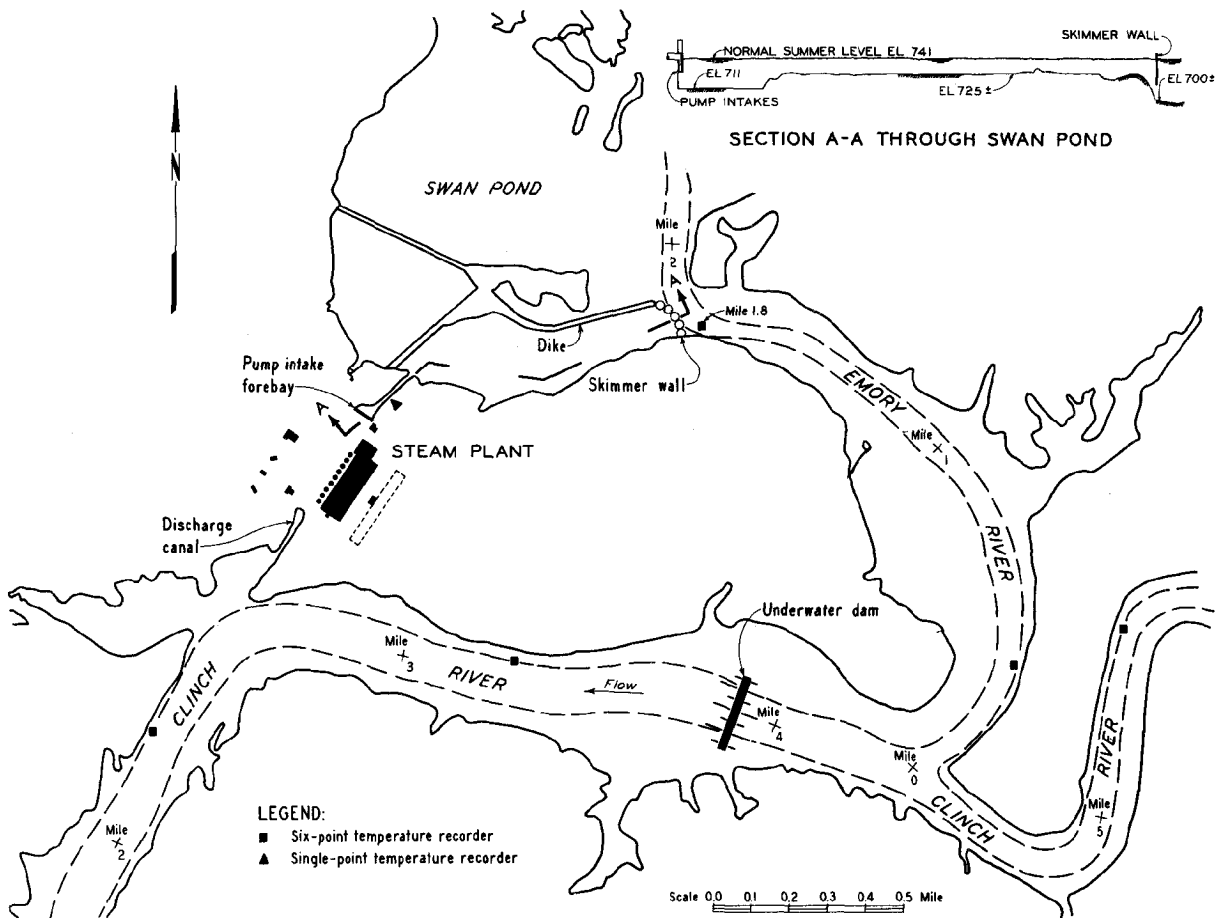 SKIMMER WALL
NORMAL SUMMER LEVEL EL 741
EL 711
EL 700±
PUMP INTAKES
EL 725±
SECTION A-A THROUGH SWAN POND
N
SWAN POND
Mile
2
A
Mile 1.8
Dike
Skimmer wall
Pump intake
forebay
A
EMORY
Mile
1
STEAM PLANT
Discharge
canal
RIVER
Underwater dam
Mile
3
RIVER
Flow
CLINCH
Mile
4
Mile
0
RIVER
CLINCH
Mile
5
Mile
2
LEGEND:
Six-point temperature recorder
Single-point temperature recorder
Scale 0.0 0.1 0.2 0.3 0.4 0.5 Mile